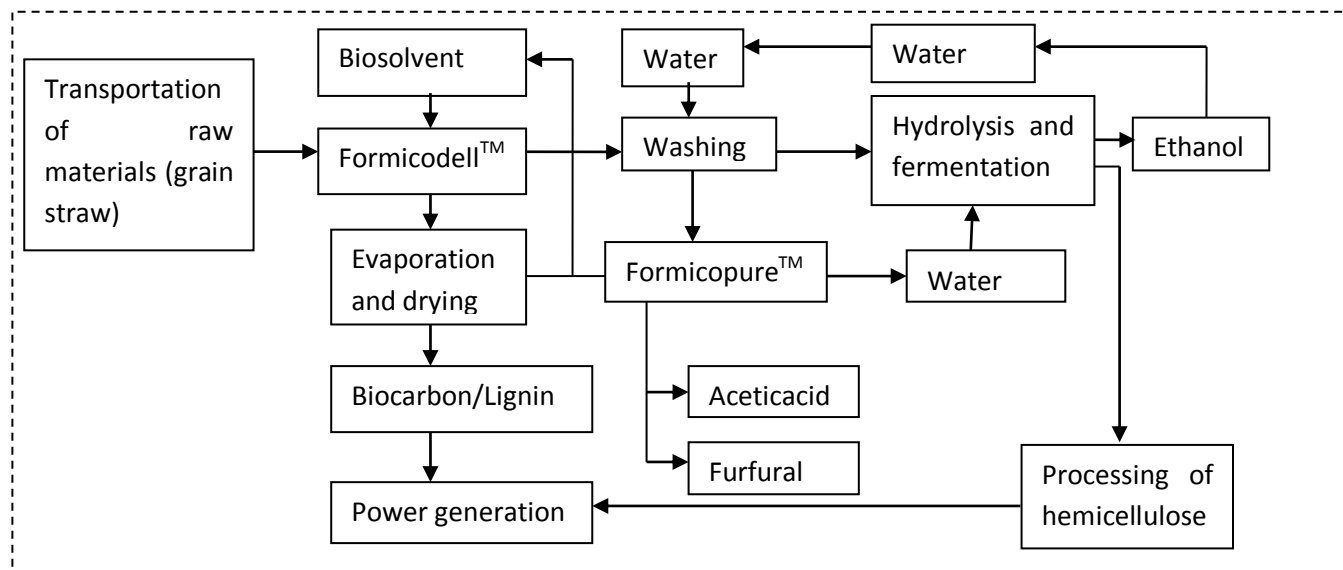 Transportation
of raw
materials (grain
straw)
Biosolvent
Formicodell™
Evaporation
and drying
Biocarbon/Lignin
Power generation
Water
Washing
Formicopure™
Aceticacid
Furfural
Water
Hydrolysis and
fermentation
Water
Ethanol
Processing of
hemicellulose